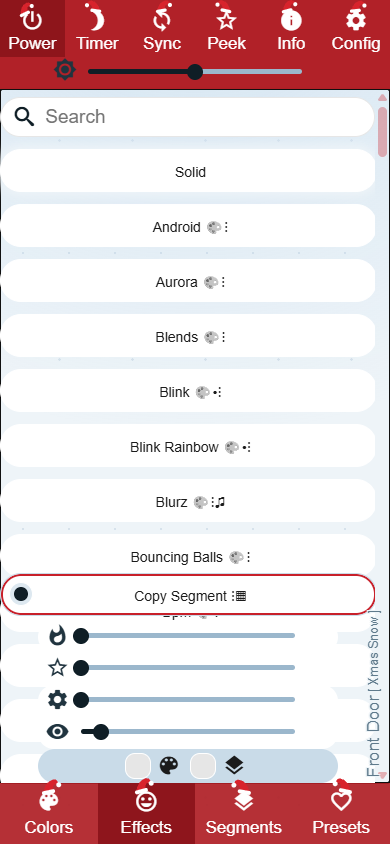 Power Timer Sync Peek Info Config
Search
Solid
Android
Aurora
Blends
Blink
Blink Rainbow
Blurz
Bouncing Balls
Copy Segment
Front Door [ Xmas Snow ]
Colors Effects Segments Presets